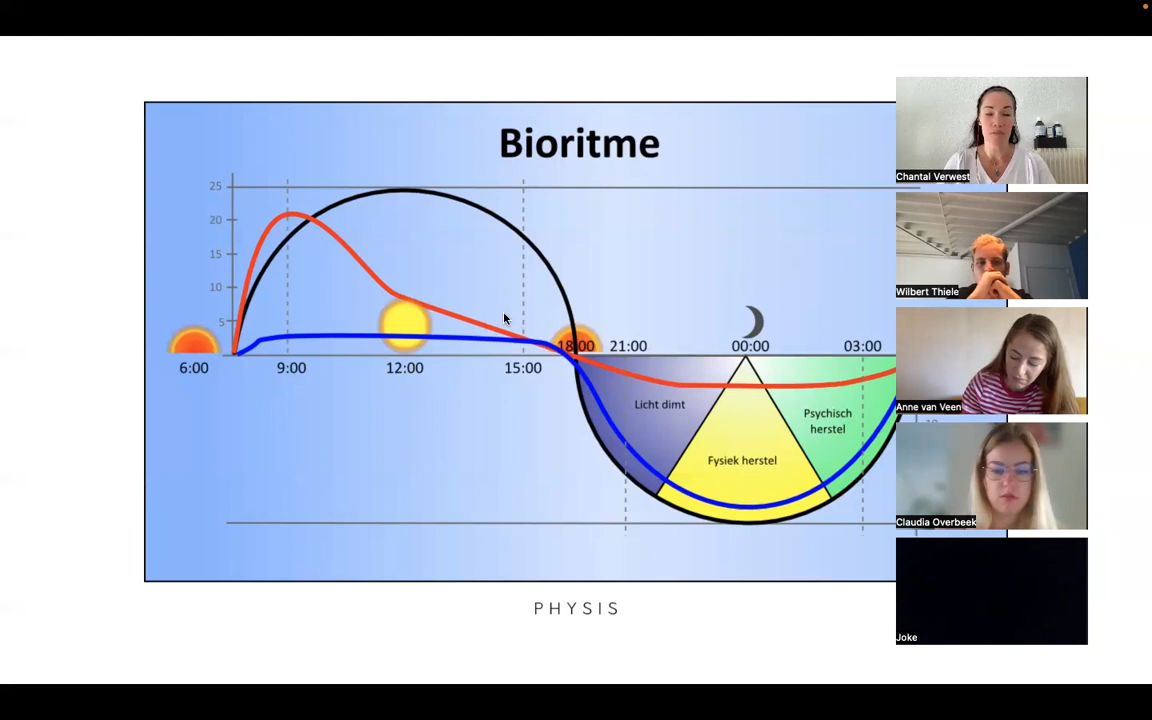 Bioritme
25
20
15
10
5
6:00
9:00
12:00
15:00
18:00
21:00
00:00
03:00
Licht dimt
Fysiek herstel
Psychisch
herstel
10
PHYSIS
Chantal Verwest
Wilbert Thiele
Anne van Veen
Claudia Overbeek
Joke